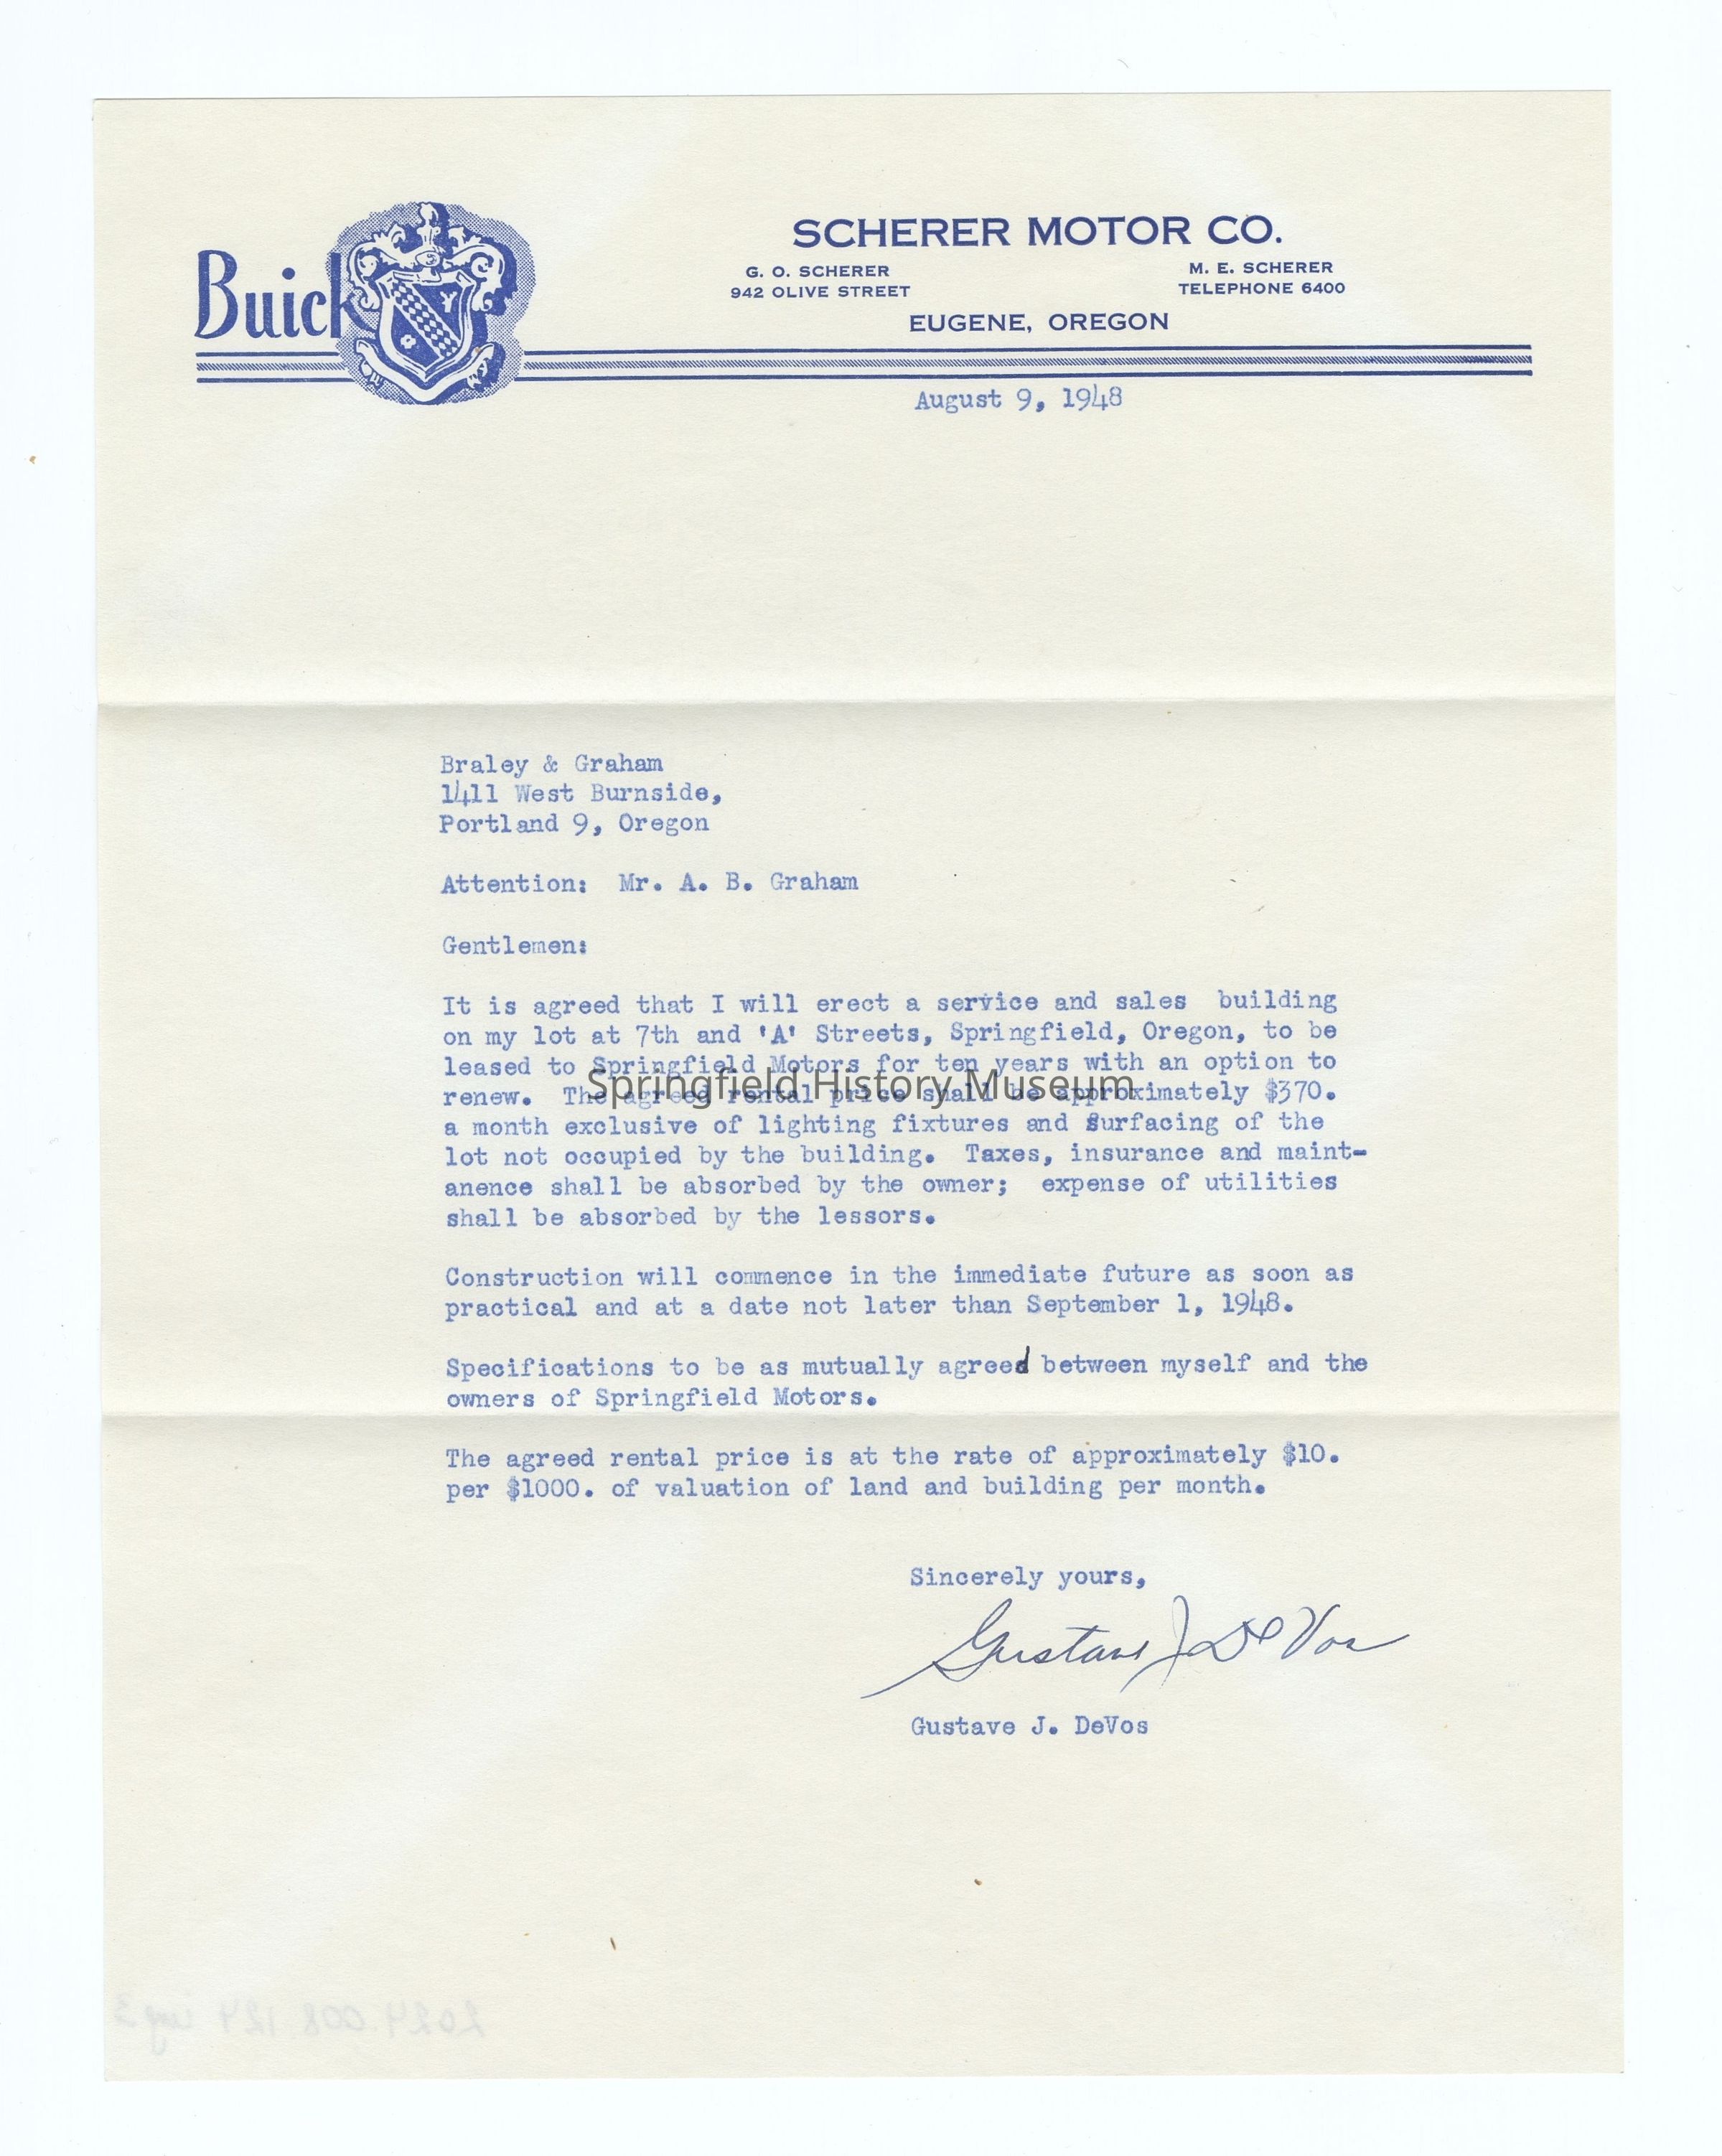 Buick
SCHERER MOTOR CO.
G. O. SCHERER
942 OLIVE STREET
M. E. SCHERER
TELEPHONE 6400
EUGENE, OREGON
August 9, 1948
Braley & Graham
1411 West Burnside,
Portland 9, Oregon
Attention:  Mr. A. B. Graham
Gentlemen:
It is agreed that I will erect a service and sales  building
on my lot at 7th and 'A' Streets, Springfield, Oregon, to be
leased to Springfield Motors for ten years with an option to
renew.  The agreed rental price shall be approximately $370.
a month exclusive of lighting fixtures and surfacing of the
lot not occupied by the building.  Taxes, insurance and maint-
anence shall be absorbed by the owner;  expense of utilities
shall be absorbed by the lessors.
Construction will commence in the immediate future as soon as
practical and at a date not later than September 1, 1948.
Specifications to be as mutually agreed between myself and the
owners of Springfield Motors.
The agreed rental price is at the rate of approximately $10.
per $1000. of valuation of land and building per month.
Sincerely yours,
Gustave J. DeVos
Gustave J. DeVos
Springfield History Museum
2024.008.124 img 3